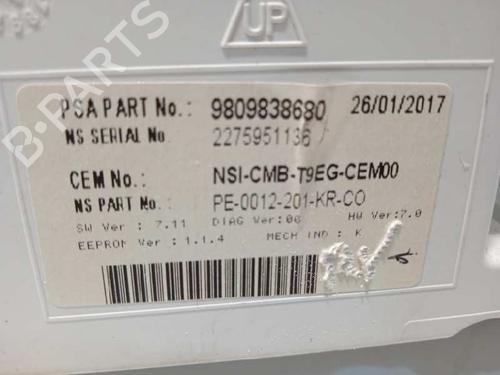 UP
PSA PART No.: 9809838680 26/01/2017
NS SERIAL No. 2275951136
CEM No.: NSI-CMB-T9EG-CEM00
NS PART No.: PE-0012-201-KR-CO
SW Ver : 7.11 DIAG Ver:06 HW Ver:7.0
EEPROM Ver : 1.1.4 MECH IND : K
B-PARTS